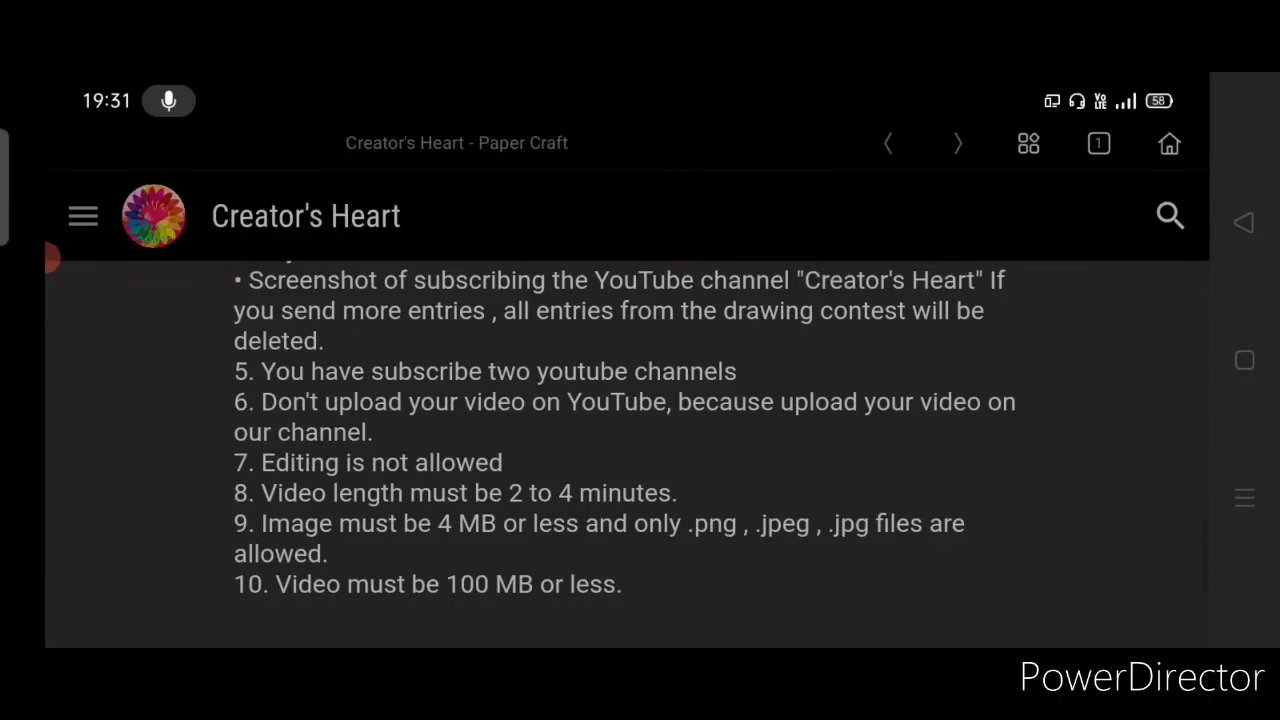 19:31
VO LTE 58
Creator's Heart - Paper Craft
1
Creator's Heart
• Screenshot of subscribing the YouTube channel "Creator's Heart" If
you send more entries , all entries from the drawing contest will be
deleted.
5. You have subscribe two youtube channels
6. Don't upload your video on YouTube, because upload your video on
our channel.
7. Editing is not allowed
8. Video length must be 2 to 4 minutes.
9. Image must be 4 MB or less and only .png , .jpeg , .jpg files are
allowed.
10. Video must be 100 MB or less.
PowerDirector